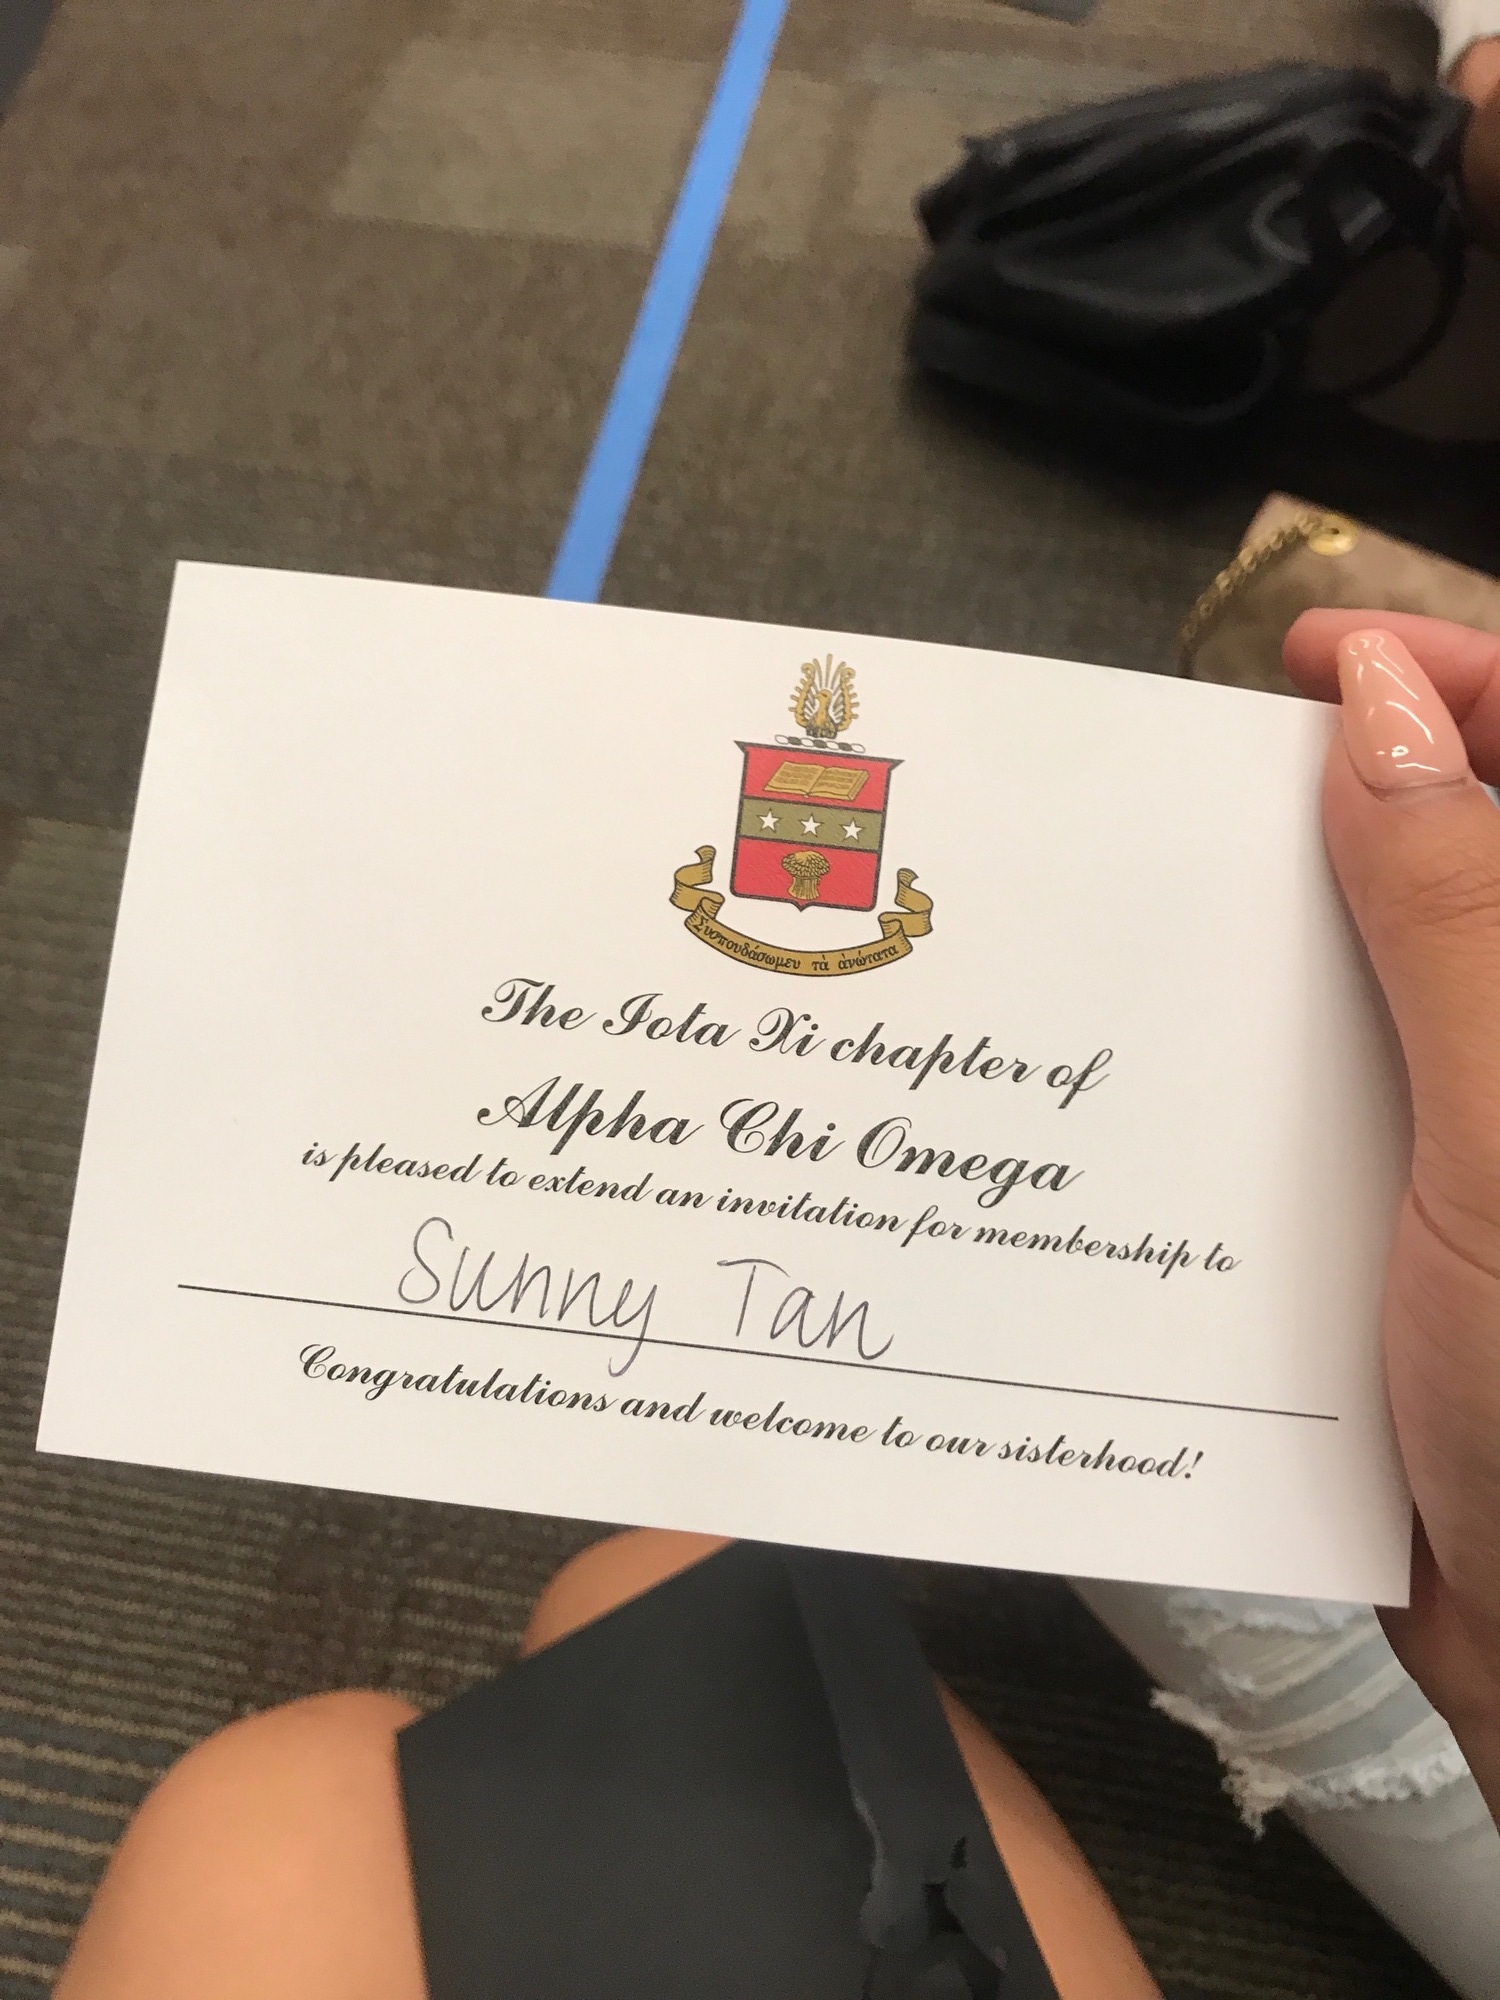 Συσπουδάσωμεν τὰ ἀνώτατα
The Iota Xi chapter of
Alpha Chi Omega
is pleased to extend an invitation for membership to
Sunny Tan
Congratulations and welcome to our sisterhood!